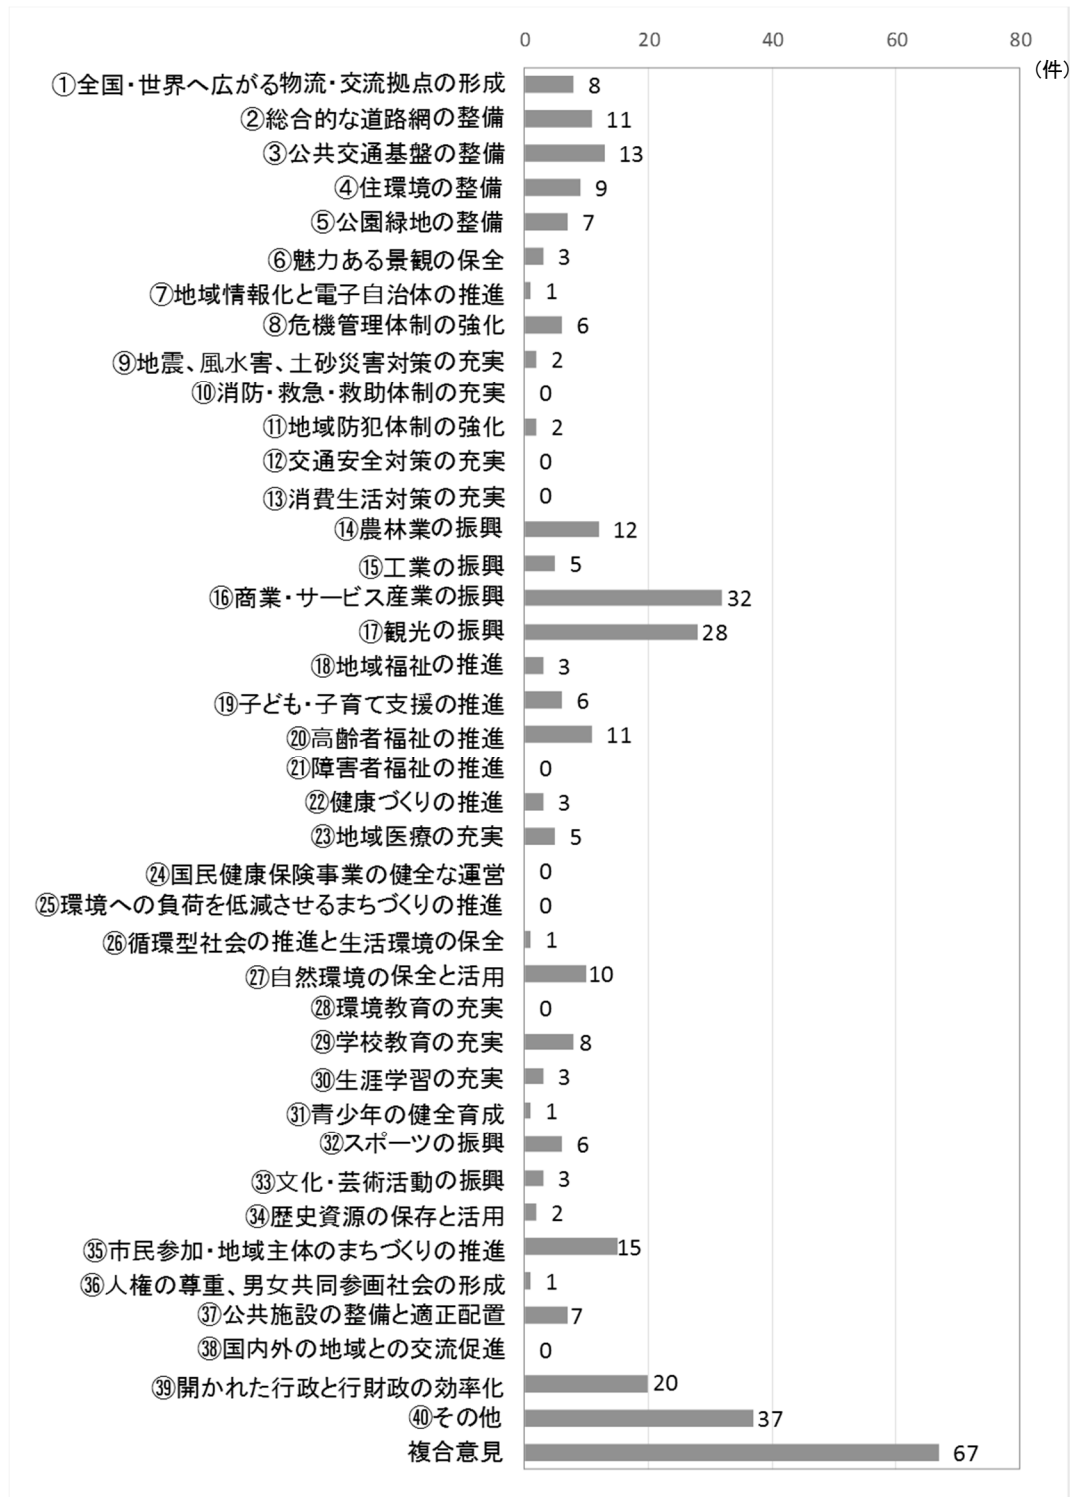 0 20 40 60 80
(件)
①全国・世界へ広がる物流・交流拠点の形成 8
②総合的な道路網の整備 11
③公共交通基盤の整備 13
④住環境の整備 9
⑤公園緑地の整備 7
⑥魅力ある景観の保全 3
⑦地域情報化と電子自治体の推進 1
⑧危機管理体制の強化 6
⑨地震、風水害、土砂災害対策の充実 2
⑩消防・救急・救助体制の充実 0
⑪地域防犯体制の強化 2
⑫交通安全対策の充実 0
⑬消費生活対策の充実 0
⑭農林業の振興 12
⑮工業の振興 5
⑯商業・サービス産業の振興 32
⑰観光の振興 28
⑱地域福祉の推進 3
⑲子ども・子育て支援の推進 6
⑳高齢者福祉の推進 11
㉑障害者福祉の推進 0
㉒健康づくりの推進 3
㉓地域医療の充実 5
㉔国民健康保険事業の健全な運営 0
㉕環境への負荷を低減させるまちづくりの推進 0
㉖循環型社会の推進と生活環境の保全 1
㉗自然環境の保全と活用 10
㉘環境教育の充実 0
㉙学校教育の充実 8
㉚生涯学習の充実 3
㉛青少年の健全育成 1
㉜スポーツの振興 6
㉝文化・芸術活動の振興 3
㉞歴史資源の保存と活用 2
㉟市民参加・地域主体のまちづくりの推進 15
㊱人権の尊重、男女共同参画社会の形成 1
㊲公共施設の整備と適正配置 7
㊳国内外の地域との交流促進 0
㊴開かれた行政と行財政の効率化 20
㊵その他 37
複合意見 67